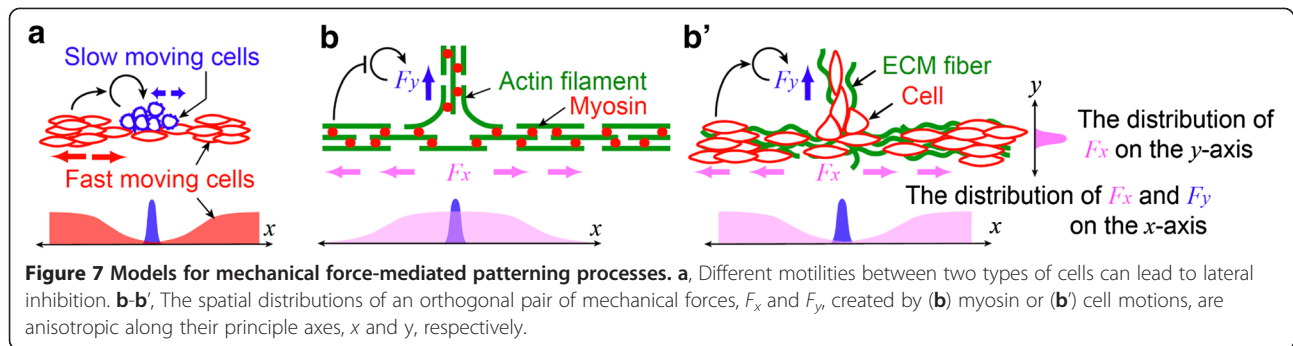 a
Slow moving cells
Fast moving cells
x
b
Fy
Actin filament
Myosin
Fx
x
b'
Fy
ECM fiber
Cell
y
The distribution of
Fx on the y-axis
Fx
The distribution of Fx and Fy
on the x-axis
x
Figure 7 Models for mechanical force-mediated patterning processes. a, Different motilities between two types of cells can lead to lateral
inhibition. b-b′, The spatial distributions of an orthogonal pair of mechanical forces, Fx and Fy, created by (b) myosin or (b′) cell motions, are
anisotropic along their principle axes, x and y, respectively.